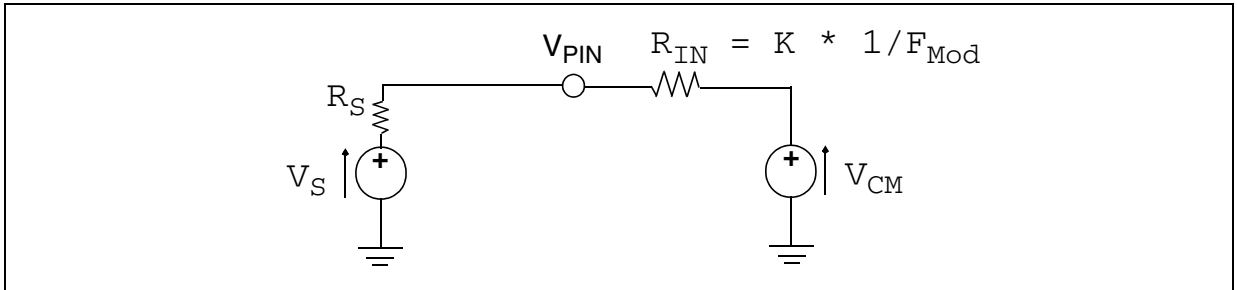 V_PIN R_IN = K * 1/F_Mod
R_S
+ +
V_S V_CM